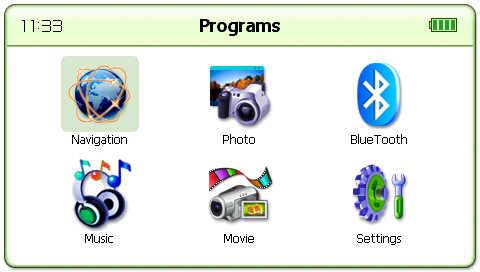 11:33 Programs
Navigation Photo BlueTooth
Music Movie Settings